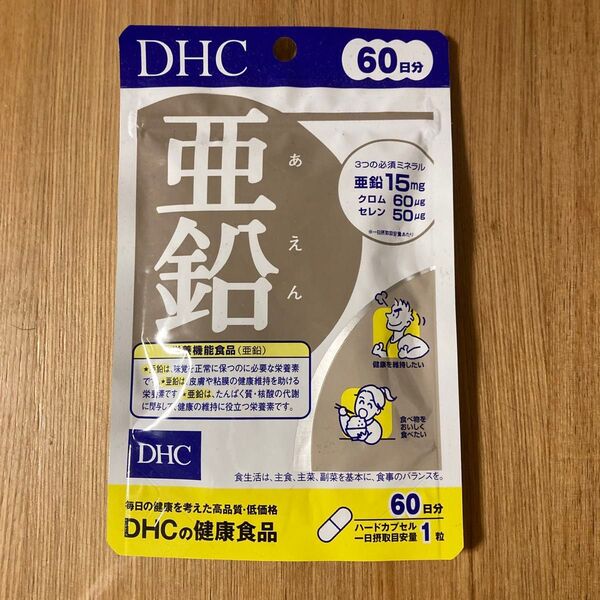 DHC
60日分
亜鉛
あえん
3つの必須ミネラル
亜鉛 15mg
クロム 60μg
セレン 50μg
※一日摂取目安量あたり
栄養機能食品(亜鉛)
★亜鉛は、味覚を正常に保つのに必要な栄養素
です。★亜鉛は、皮膚や粘膜の健康維持を助ける
栄養素です。★亜鉛は、たんぱく質・核酸の代謝
に関与して、健康の維持に役立つ栄養素です。
健康を維持したい
食べ物を
おいしく
食べたい
DHC
食生活は、主食、主菜、副菜を基本に、食事のバランスを。
毎日の健康を考えた高品質・低価格
DHCの健康食品
60日分
ハードカプセル
一日摂取目安量 1粒